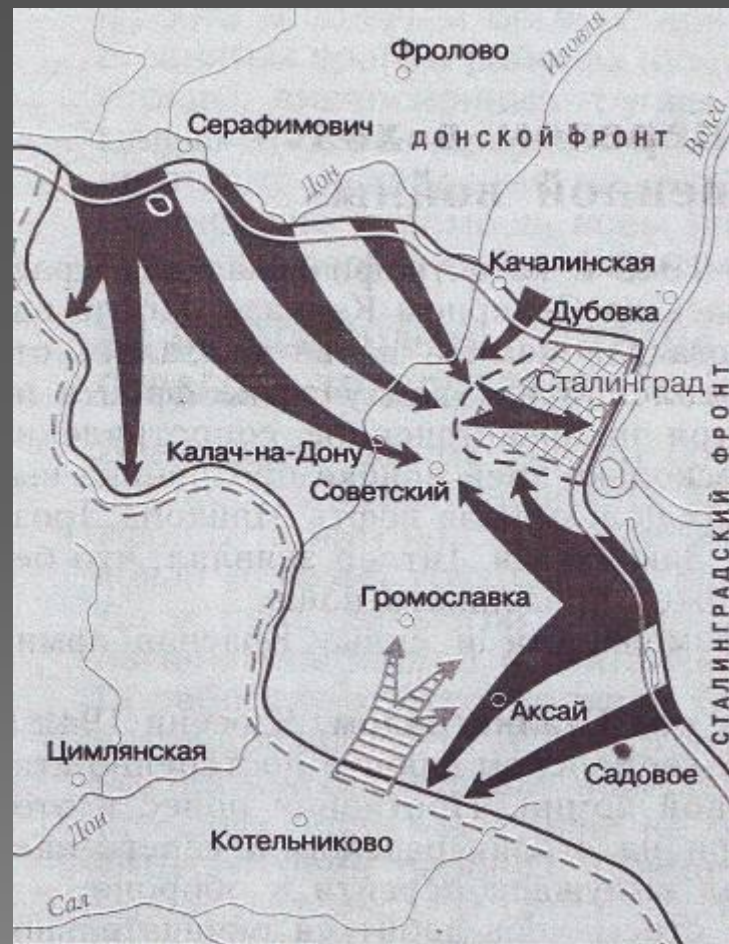 Фролово
Иловля
Серафимович
ДОНСКОЙ ФРОНТ
Волга
Дон
Качалинская
Дубовка
Сталинград
Калач-на-Дону
Советский
СТАЛИНГРАДСКИЙ ФРОНТ
Громославка
Аксай
Цимлянская
Садовое
Дон
Котельниково
Сал